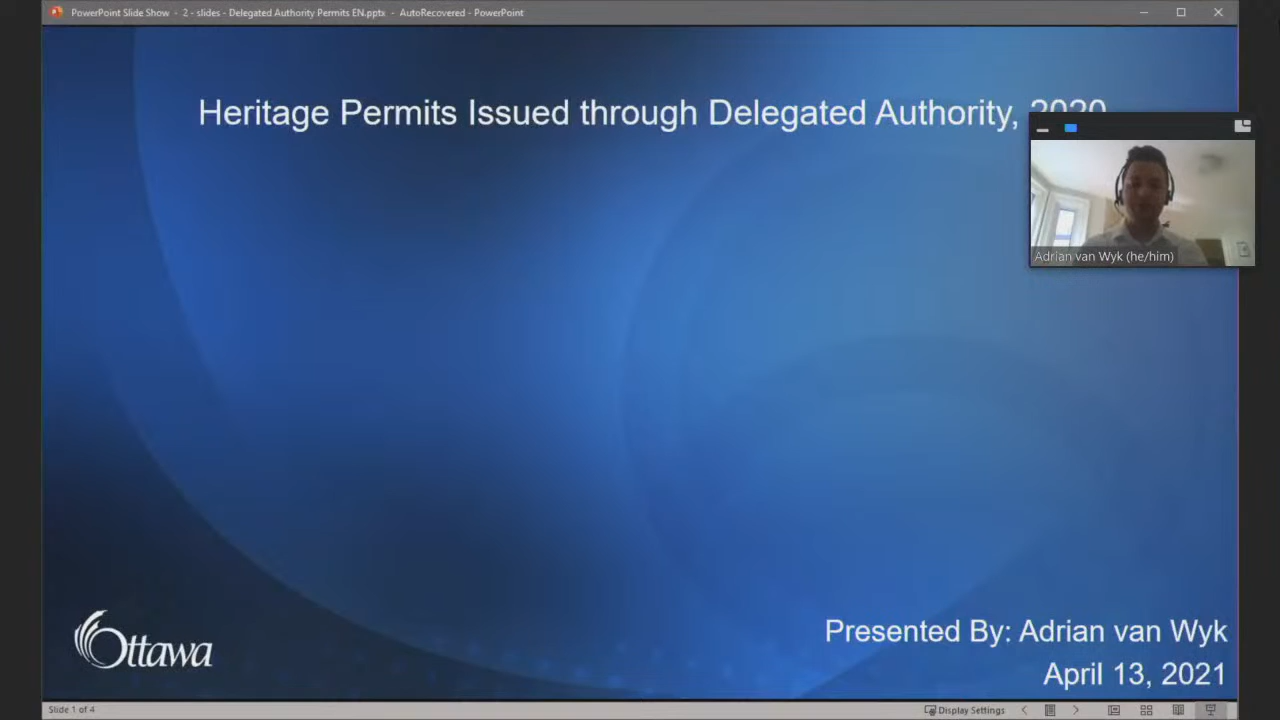 PowerPoint Slide Show - 2 - slides - Delegated Authority Permits EN.pptx - AutoRecovered - PowerPoint
Heritage Permits Issued through Delegated Authority, 2020
Adrian van Wyk (he/him)
Ottawa
Presented By: Adrian van Wyk
April 13, 2021
Slide 1 of 4
Display Settings